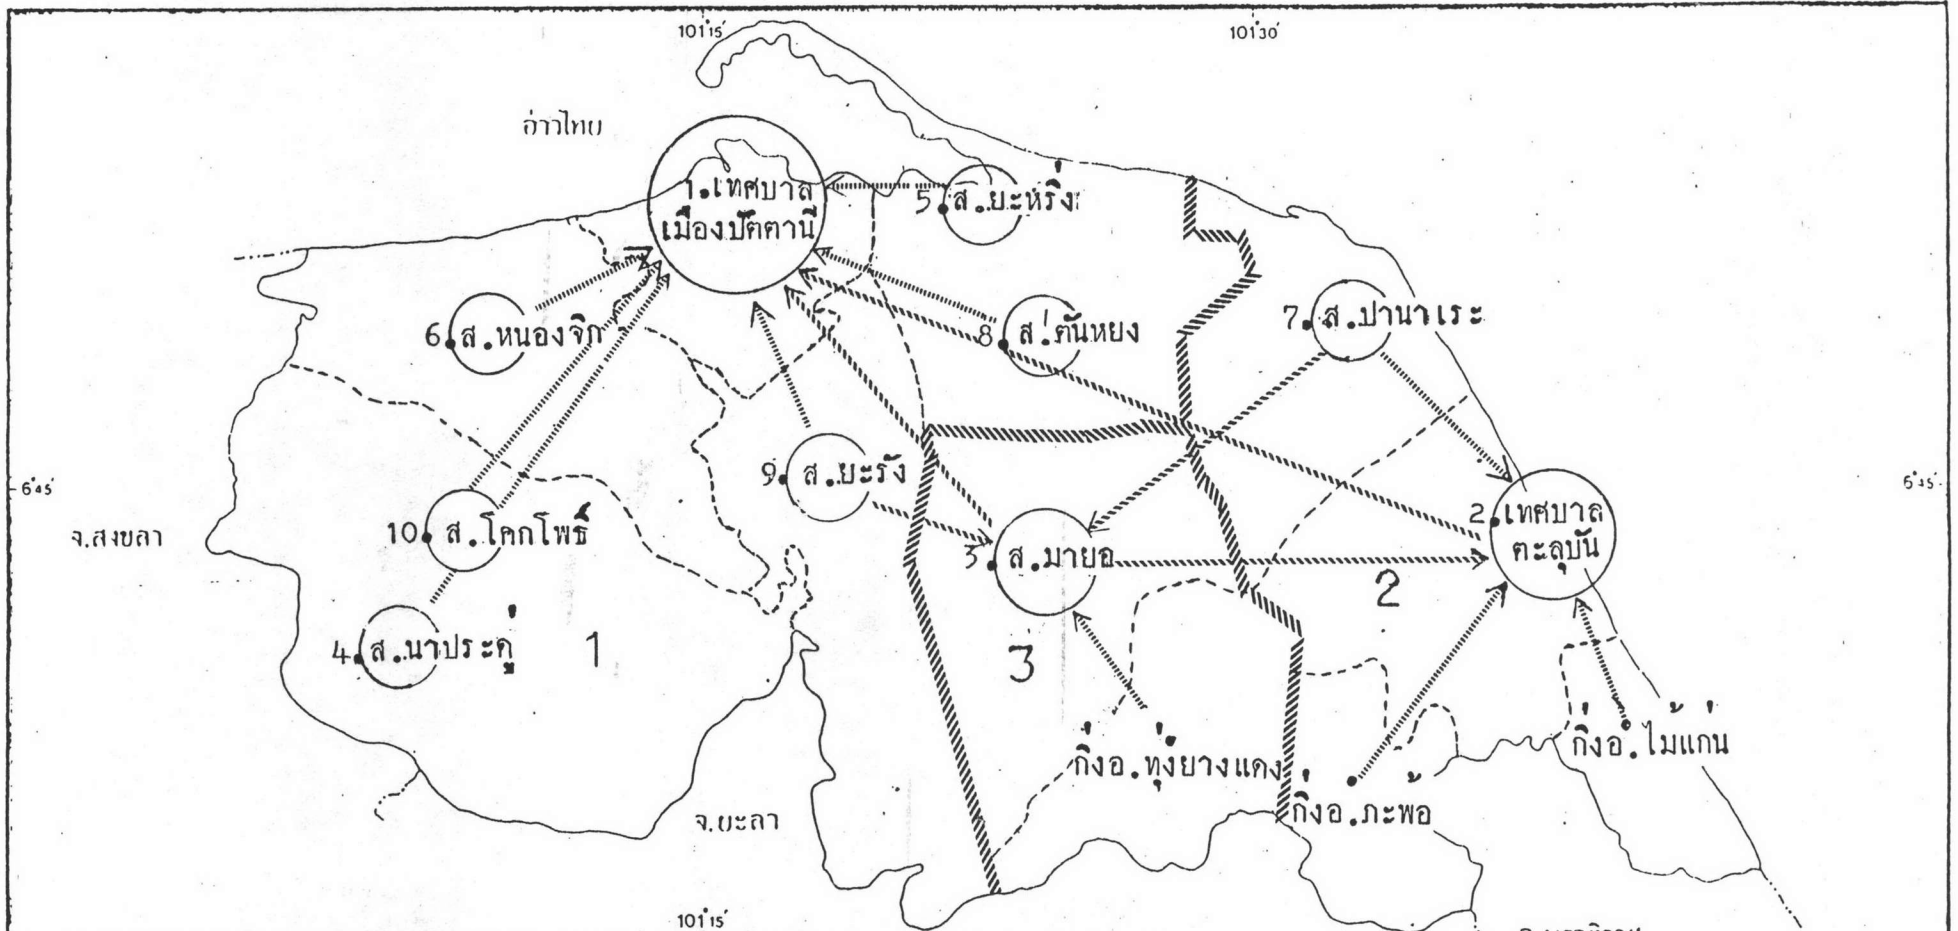 101°15′
101°30′
อ่าวไทย
1.เทศบาล
เมืองปัตตานี
5 ส.ยะหริ่ง
6 ส.หนองจิก
8 ส.ตันหยง
7 ส.ปานาเระ
9 ส.ยะรัง
6°45′
6°45′
จ.สงขลา
10 ส.โคกโพธิ์
3 ส.มายอ
2 เทศบาล
ตะลุบัน
2
4 ส.นาประดู่
1
3
กิ่งอ.ทุ่งยางแดง
กิ่งอ.ไม้แก่น
กิ่งอ.ภะพ้อ
จ.ยะลา
101°15′